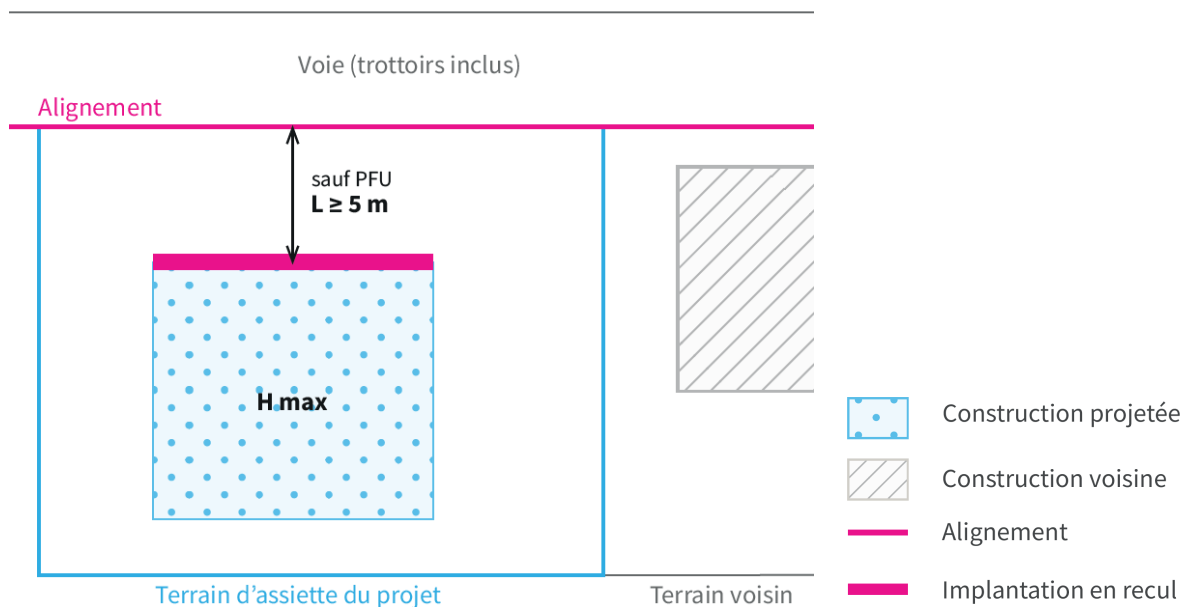 Voie (trottoirs inclus)
Alignement
sauf PFU
L ≥ 5 m
H max
Terrain d’assiette du projet
Terrain voisin
Construction projetée
Construction voisine
Alignement
Implantation en recul